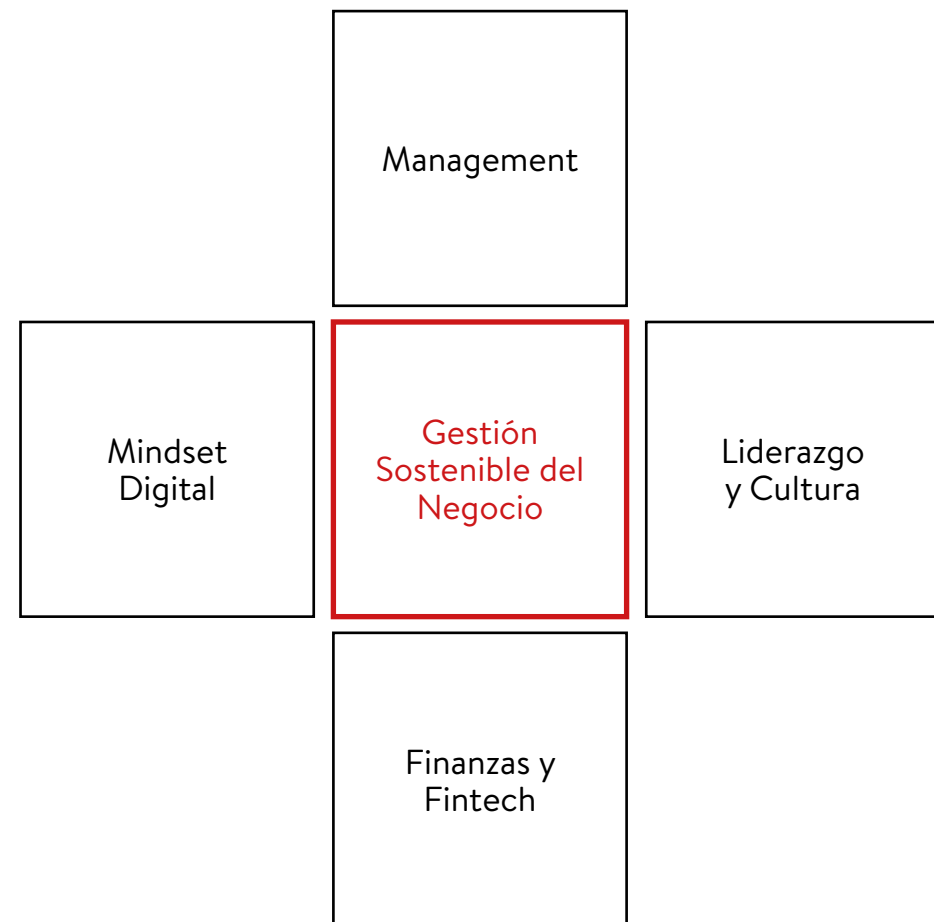 Management
Mindset
Digital
Gestión
Sostenible del
Negocio
Liderazgo
y Cultura
Finanzas y
Fintech